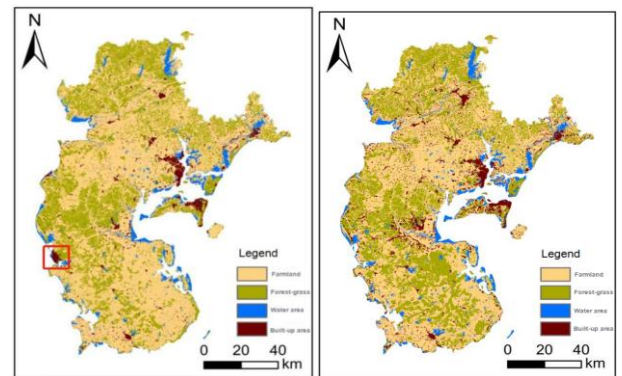 N
Legend
Farmland
Forest-grass
Water area
Built-up area
0 20 40
km
N
Legend
Farmland
Forest-grass
Water area
Built-up area
0 20 40
km